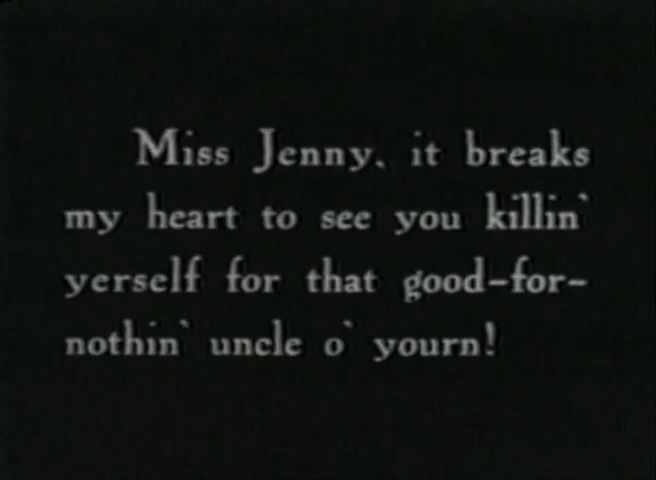 Miss Jenny, it breaks
my heart to see you killin`
yerself for that good-for-
nothin` uncle o` yourn!